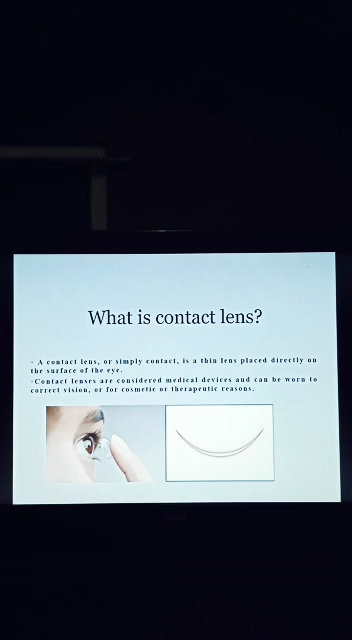 What is contact lens?
◦ A contact lens, or simply contact, is a thin lens placed directly on
the surface of the eye.
◦Contact lenses are considered medical devices and can be worn to
correct vision, or for cosmetic or therapeutic reasons.